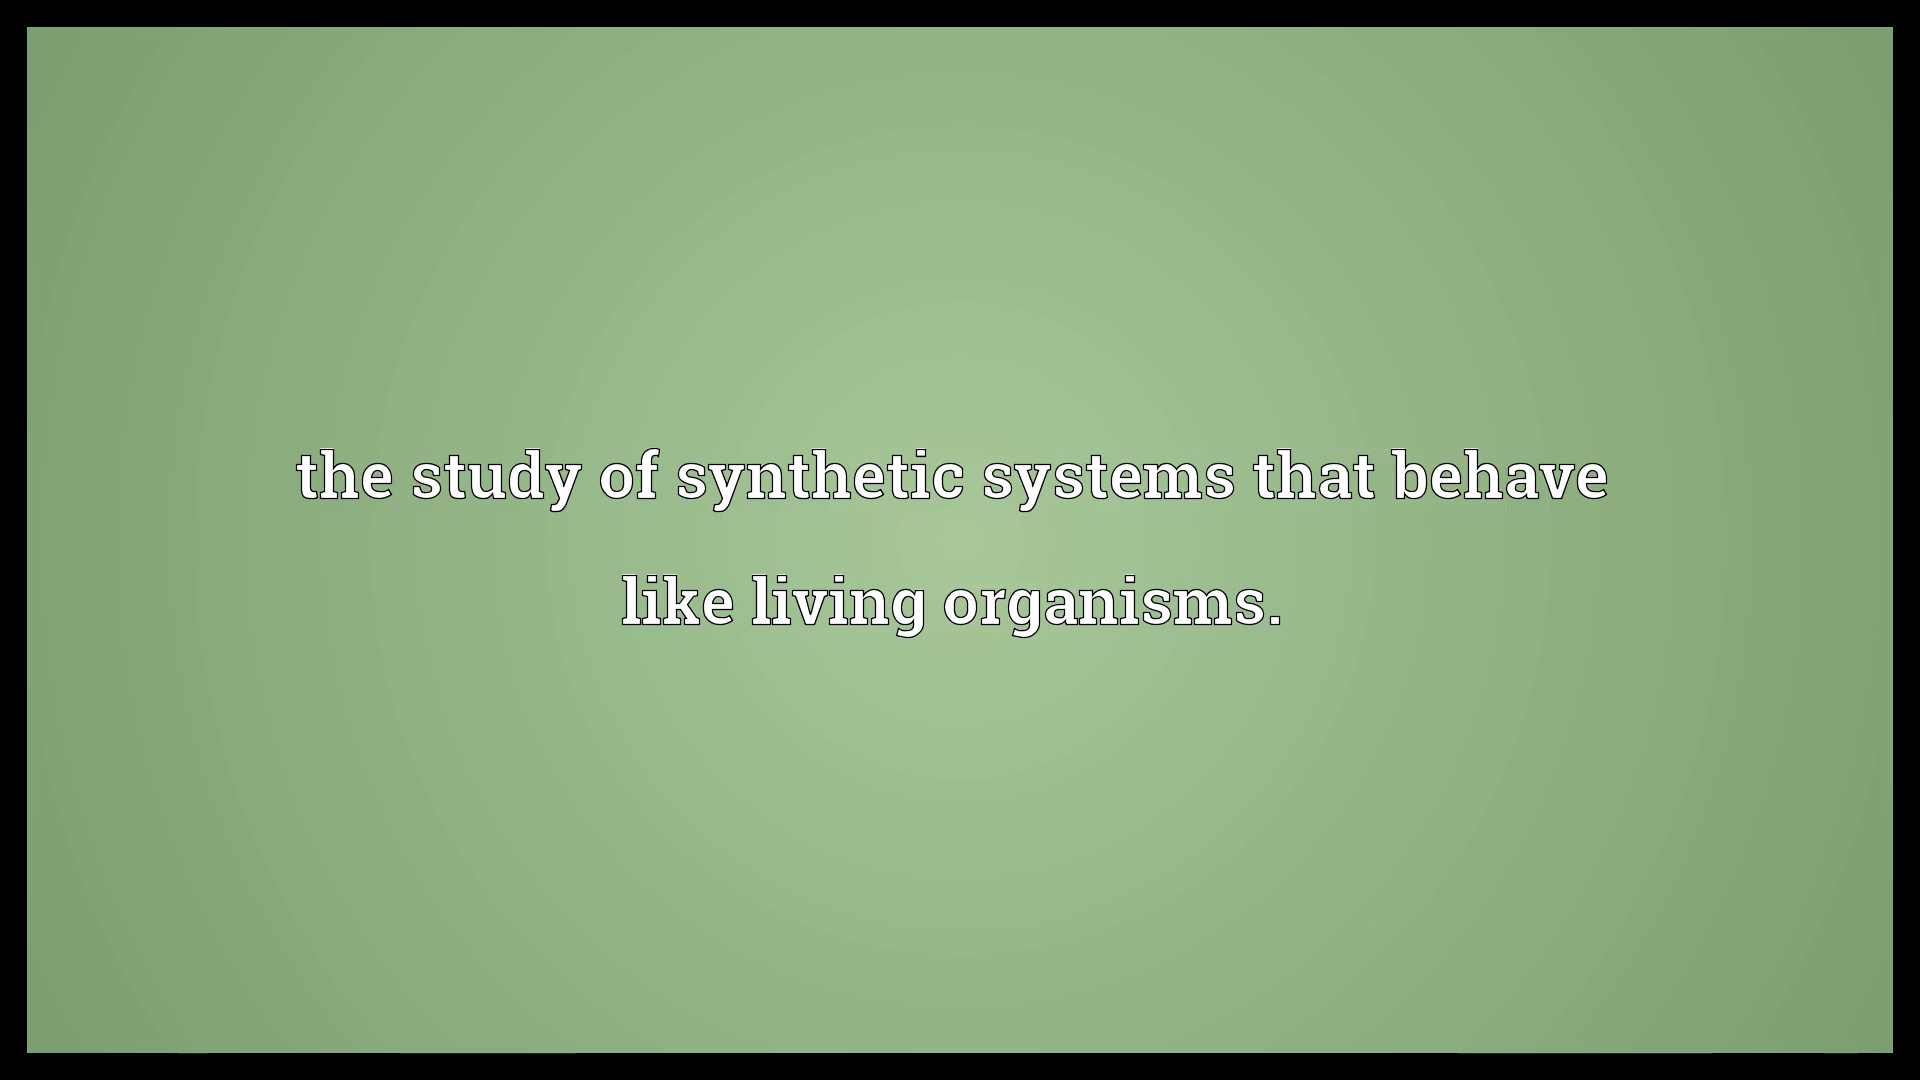 the study of synthetic systems that behave
like living organisms.